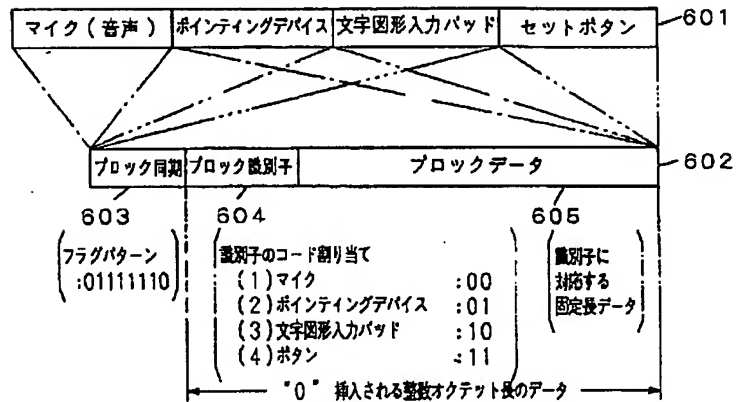 マイク(音声) ポインティングデバイス 文字図形入力パッド セットボタン 601
ブロック同期 ブロック識別子 ブロックデータ 602
603 604 605
フラグパターン
:01111110
識別子のコード割り当て
(1)マイク :00
(2)ポインティングデバイス :01
(3)文字図形入力パッド :10
(4)ボタン :11
識別子に
対応する
固定長データ
"0" 挿入される整数オクテット長のデータ